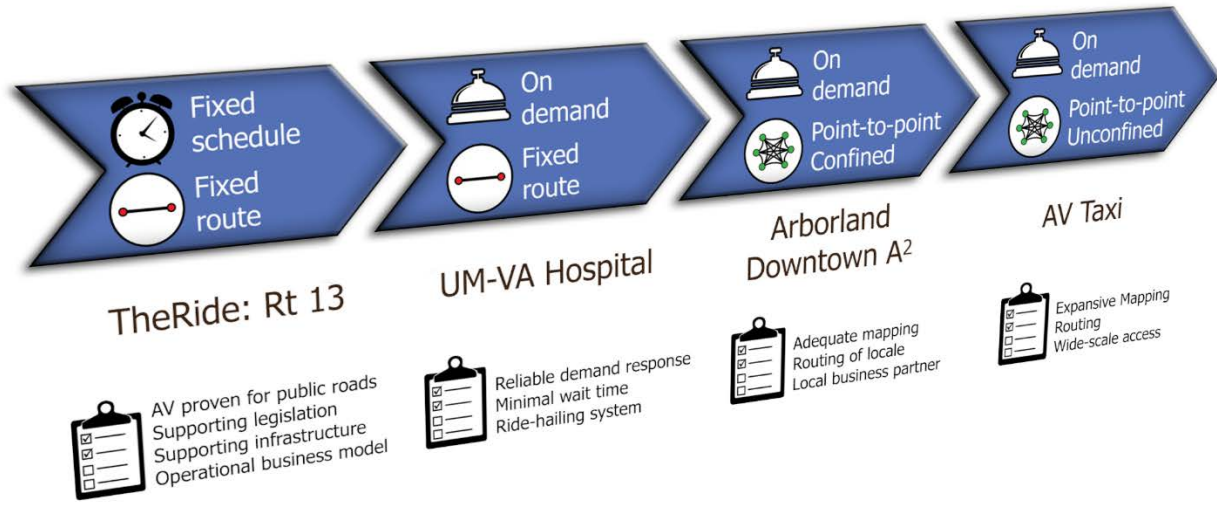 Fixed
schedule
Fixed
route
TheRide: Rt 13
AV proven for public roads
Supporting legislation
Supporting infrastructure
Operational business model
On
demand
Fixed
route
UM-VA Hospital
Reliable demand response
Minimal wait time
Ride-hailing system
On
demand
Point-to-point
Confined
Arborland
Downtown A²
Adequate mapping
Routing of locale
Local business partner
On
demand
Point-to-point
Unconfined
AV Taxi
Expansive Mapping
Routing
Wide-scale access